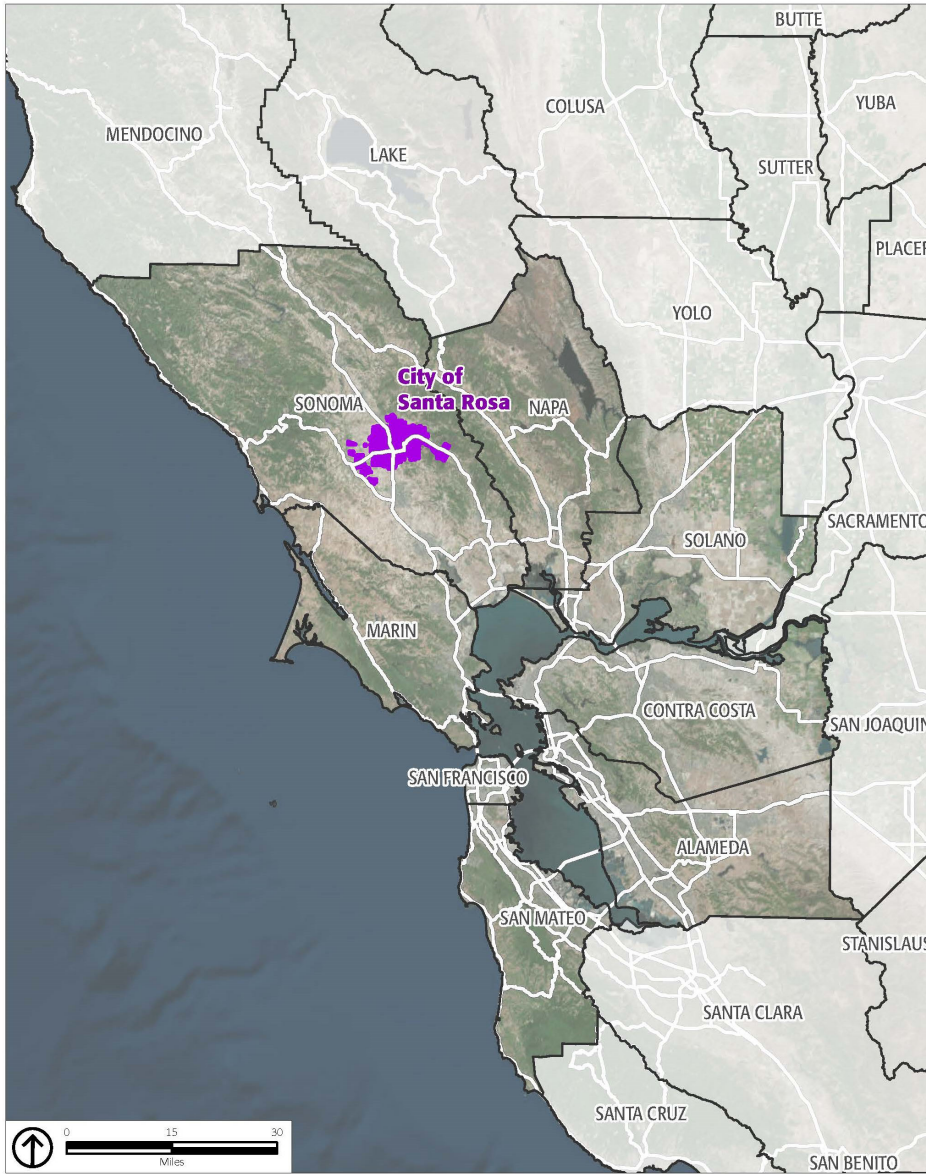 BUTTE
COLUSA
YUBA
MENDOCINO
LAKE
SUTTER
PLACER
YOLO
City of
Santa Rosa
SONOMA
NAPA
SACRAMENTO
SOLANO
MARIN
CONTRA COSTA
SAN JOAQUIN
SAN FRANCISCO
ALAMEDA
SAN MATEO
STANISLAUS
SANTA CLARA
SANTA CRUZ
0 15 30
Miles
SAN BENITO